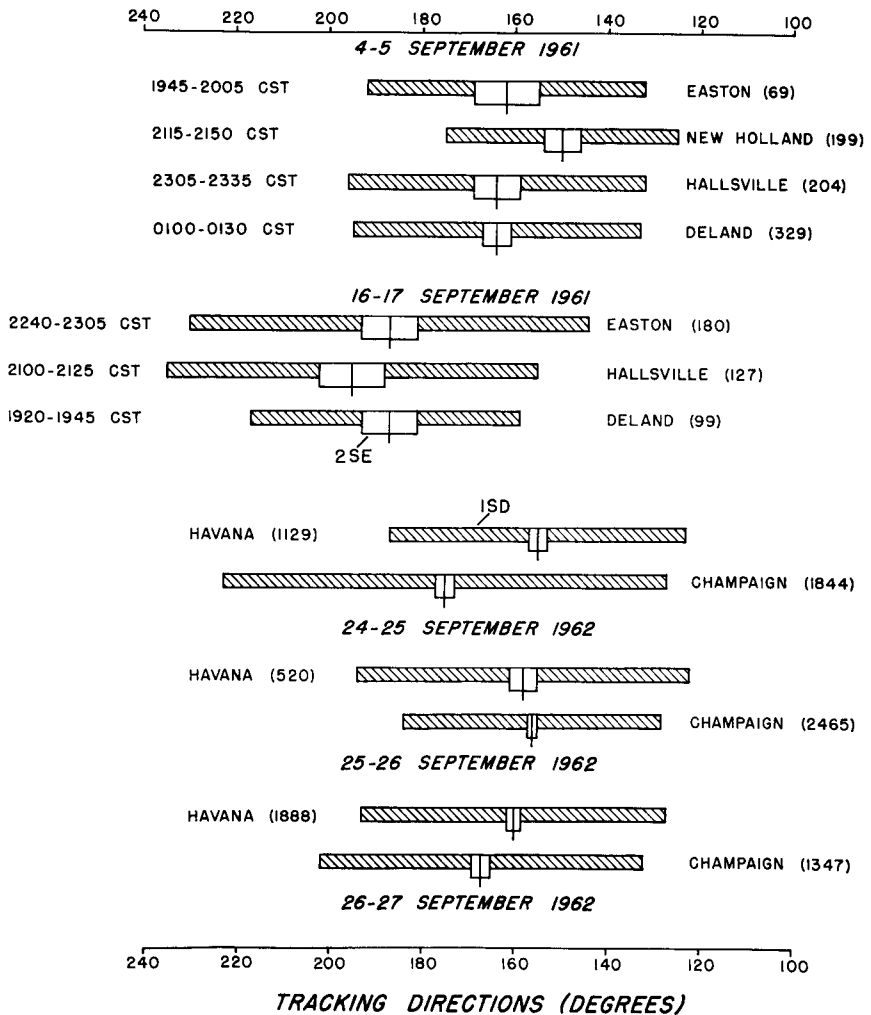 240 220 200 180 160 140 120 100
4-5 SEPTEMBER 1961
1945-2005 CST EASTON (69)
2115-2150 CST NEW HOLLAND (199)
2305-2335 CST HALLSVILLE (204)
0100-0130 CST DELAND (329)
16-17 SEPTEMBER 1961
2240-2305 CST EASTON (180)
2100-2125 CST HALLSVILLE (127)
1920-1945 CST DELAND (99)
2SE
1SD
HAVANA (1129)
CHAMPAIGN (1844)
24-25 SEPTEMBER 1962
HAVANA (520)
CHAMPAIGN (2465)
25-26 SEPTEMBER 1962
HAVANA (1888)
CHAMPAIGN (1347)
26-27 SEPTEMBER 1962
240 220 200 180 160 140 120 100
TRACKING DIRECTIONS (DEGREES)